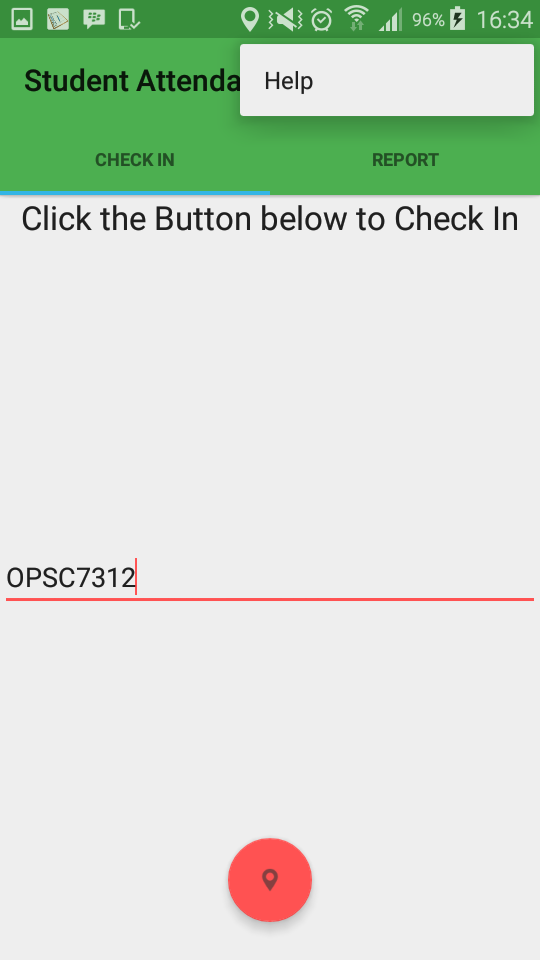 96% 16:34
Student Attenda
Help
CHECK IN REPORT
Click the Button below to Check In
OPSC7312